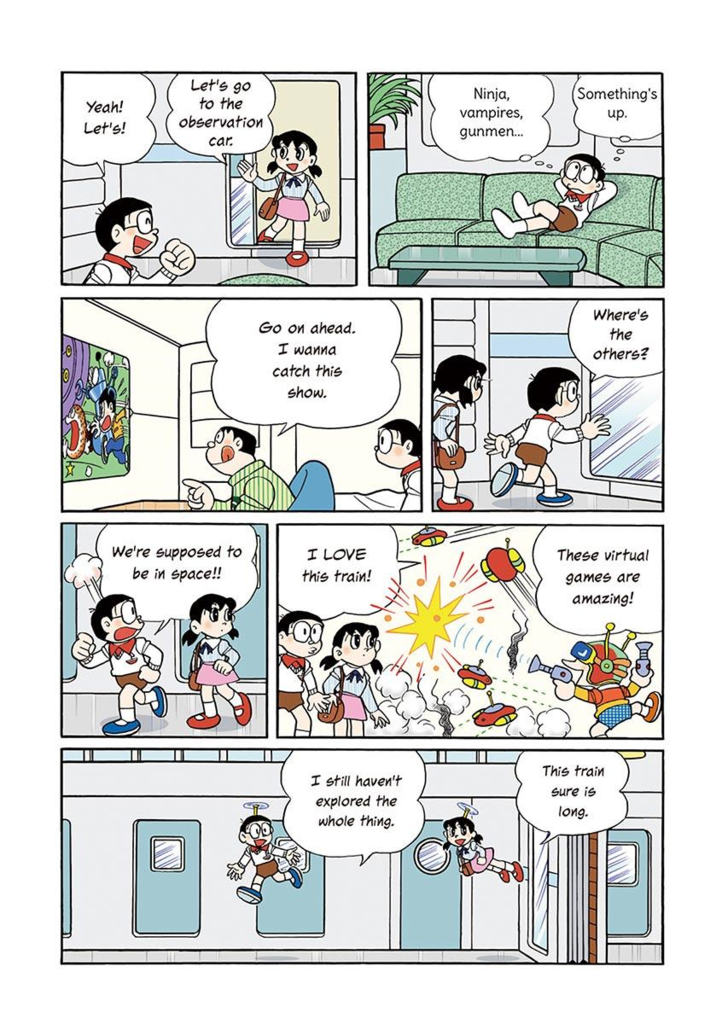 Something's
up.
Ninja,
vampires,
gunmen...
Let's go
to the
observation
car.
Yeah!
Let's!
Where's
the
others?
Go on ahead.
I wanna
catch this
show.
These virtual
games are
amazing!
I LOVE
this train!
We're supposed to
be in space!!
This train
sure is
long.
I still haven't
explored the
whole thing.